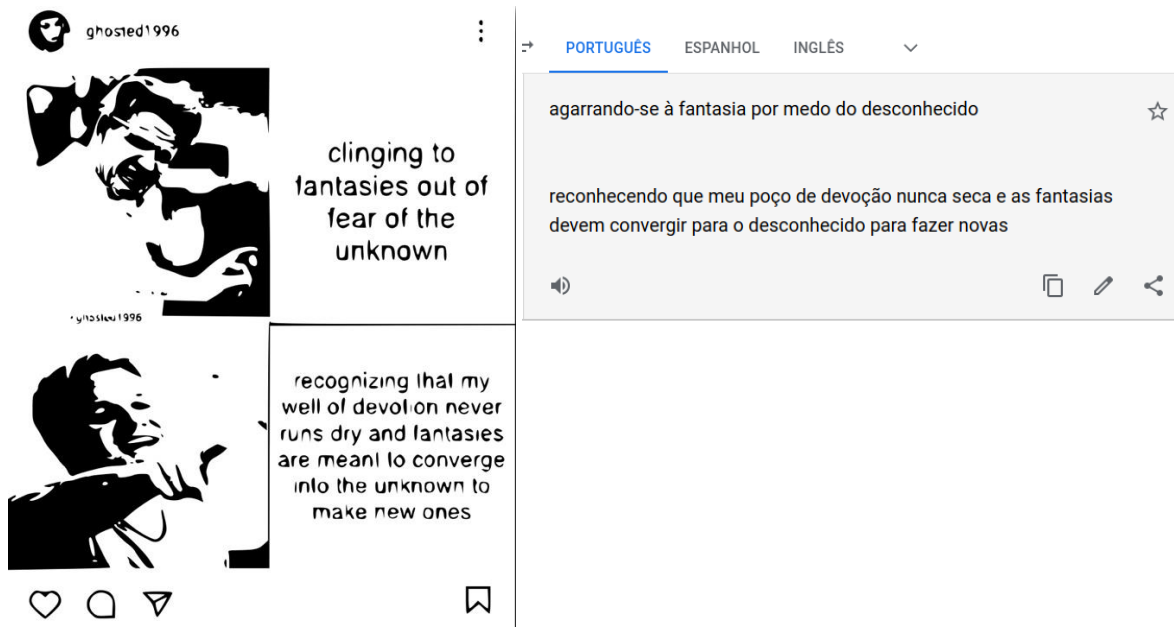 ghosted1996
clinging to
fantasies out of
fear of the
unknown
ghosted1996
recognizing that my
well of devotion never
runs dry and fantasies
are meant to converge
into the unknown to
make new ones
PORTUGUÊS ESPANHOL INGLÊS
agarrando-se à fantasia por medo do desconhecido
reconhecendo que meu poço de devoção nunca seca e as fantasias
devem convergir para o desconhecido para fazer novas